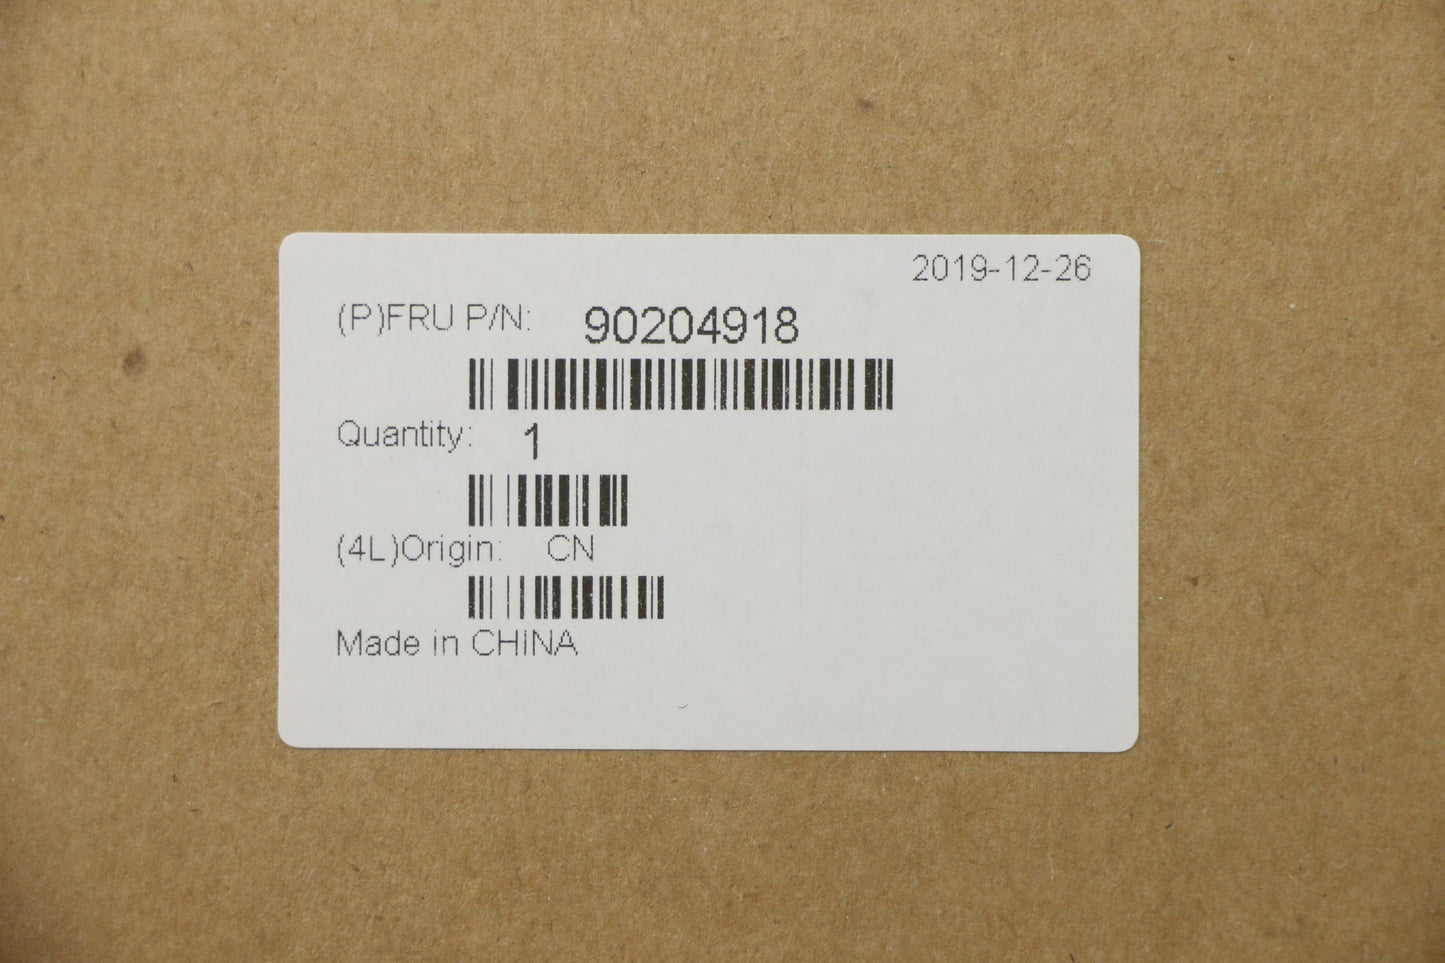 2019-12-26
(P)FRU P/N: 90204918
Quantity: 1
(4L)Origin: CN
Made in CHINA